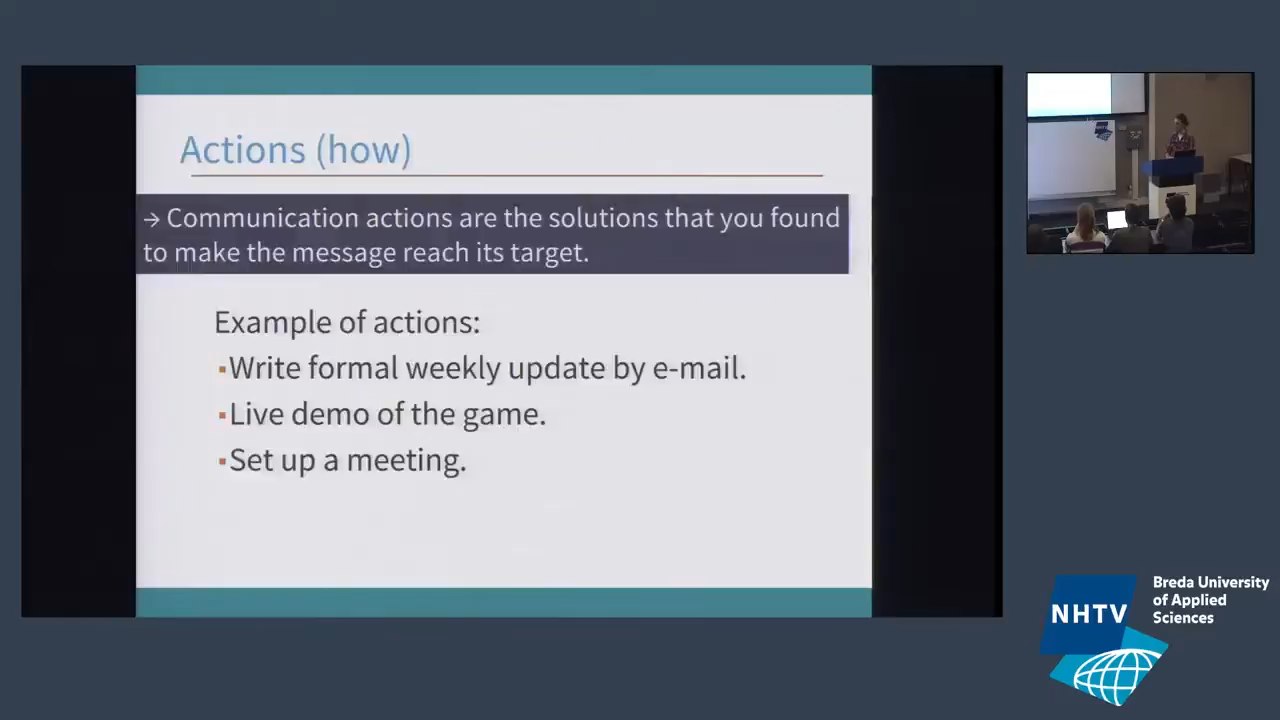 Actions (how)
→ Communication actions are the solutions that you found
to make the message reach its target.
Example of actions:
▪Write formal weekly update by e-mail.
▪Live demo of the game.
▪Set up a meeting.
NHTV
NHTV
Breda University
of Applied
Sciences